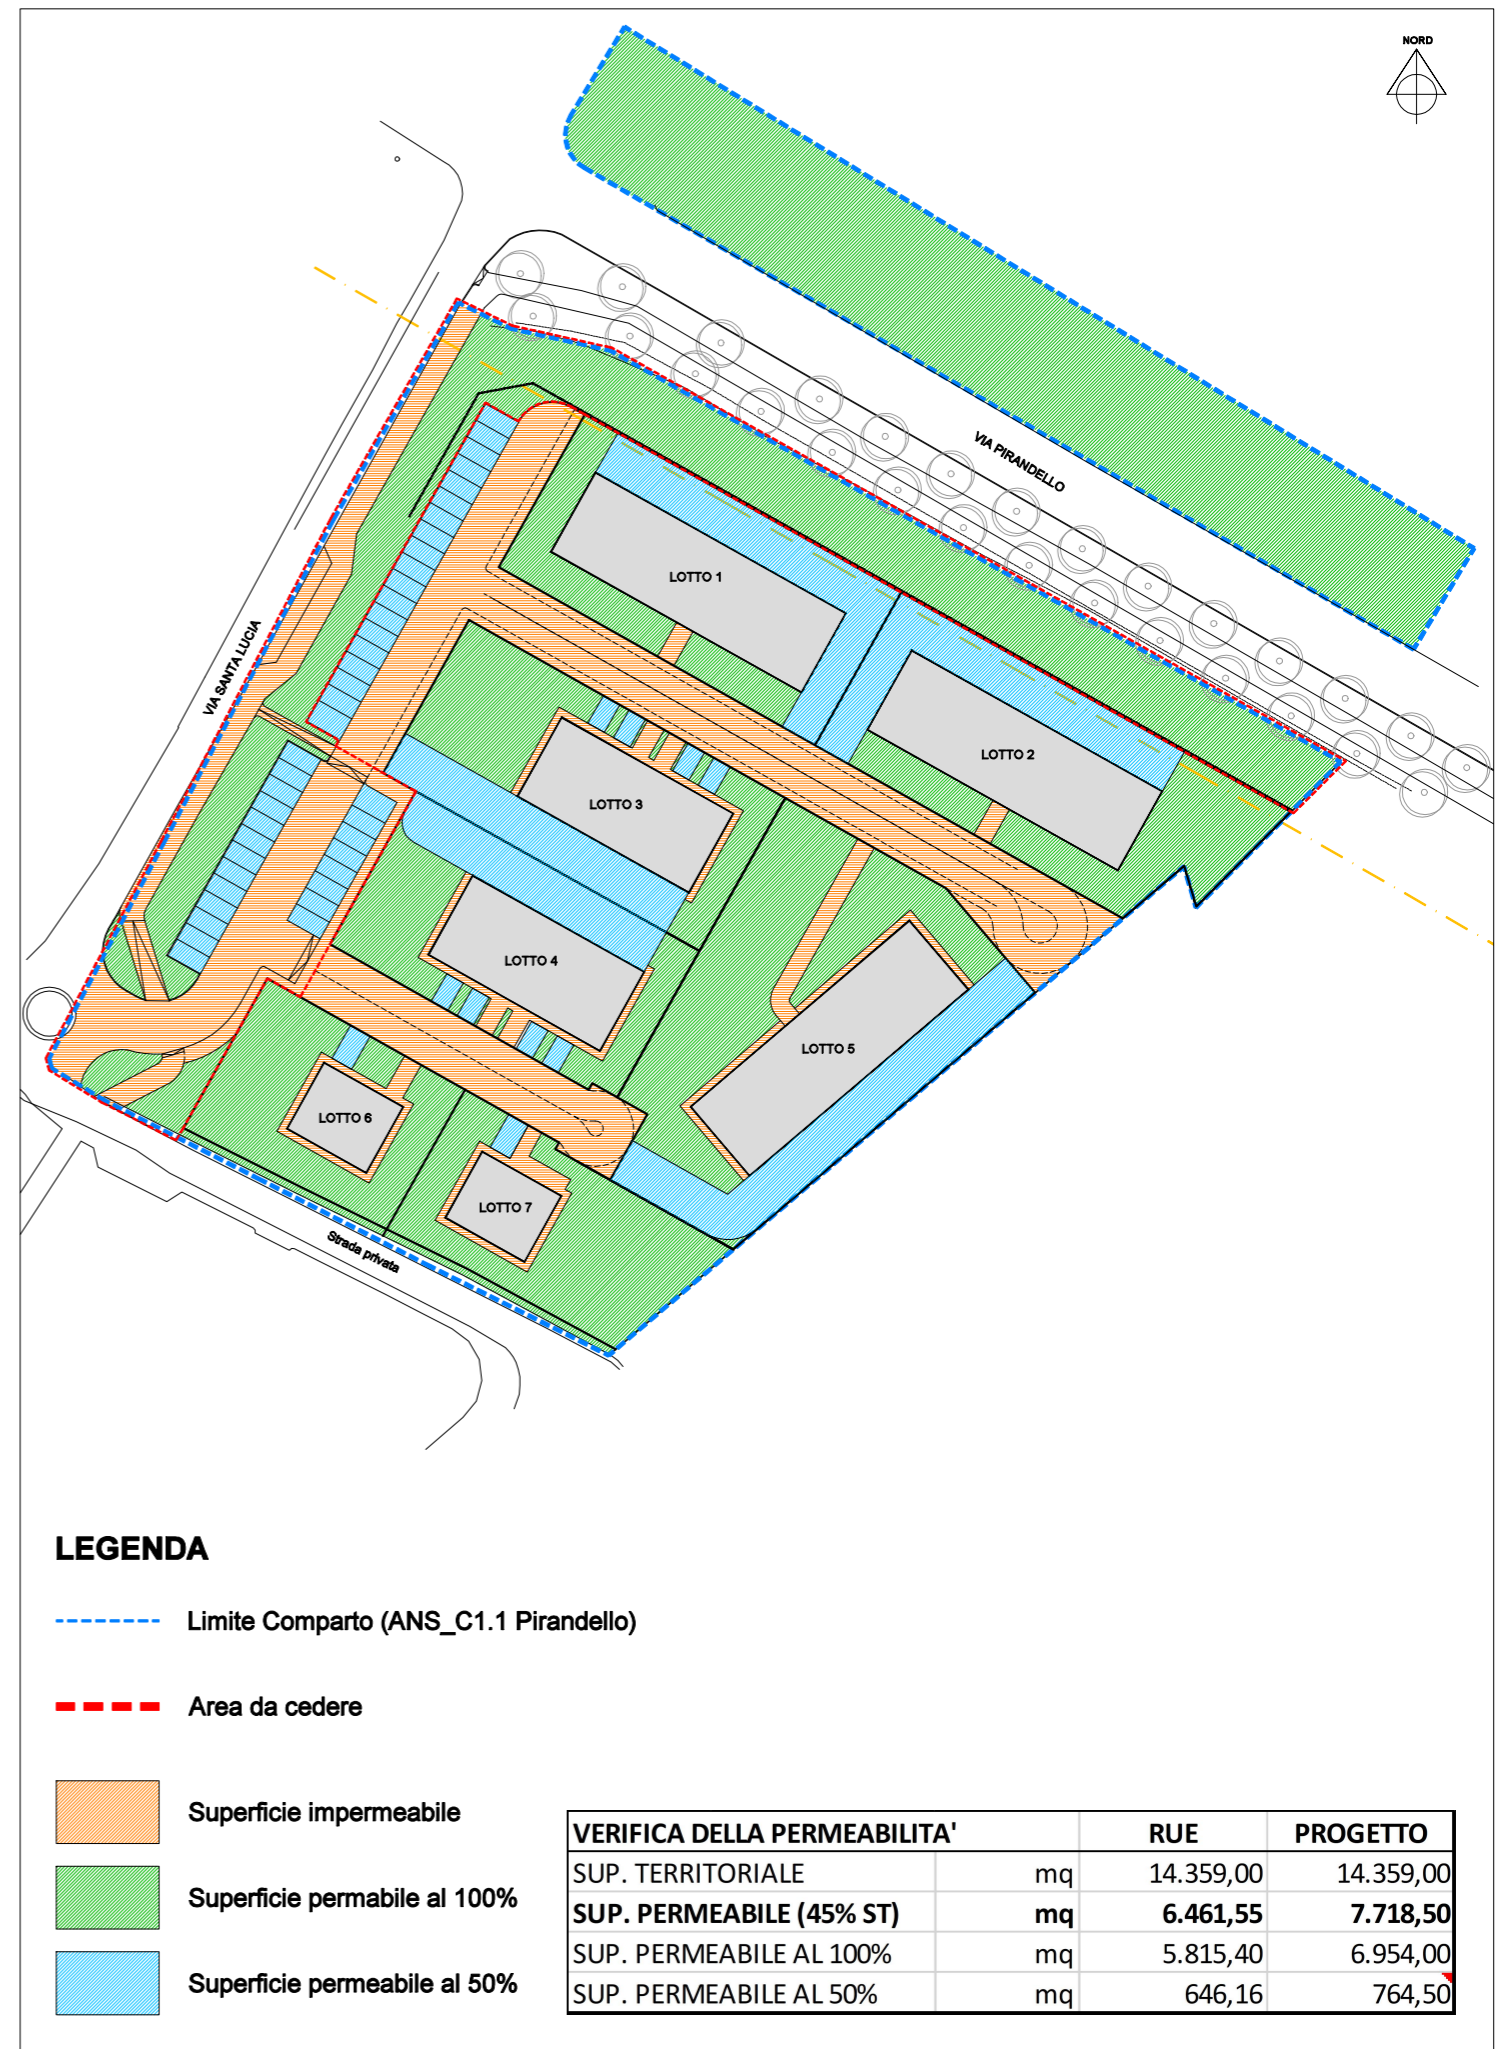 NORD
VIA PIRANDELLO
LOTTO 1
VIA SANTA LUCIA
LOTTO 2
LOTTO 3
LOTTO 4
LOTTO 5
LOTTO 6
LOTTO 7
Strada privata
LEGENDA
Limite Comparto (ANS_C1.1 Pirandello)
Area da cedere
Superficie impermeabile
Superficie permabile al 100%
Superficie permeabile al 50%
VERIFICA DELLA PERMEABILITA' RUE PROGETTO
SUP. TERRITORIALE mq 14.359,00 14.359,00
SUP. PERMEABILE (45% ST) mq 6.461,55 7.718,50
SUP. PERMEABILE AL 100% mq 5.815,40 6.954,00
SUP. PERMEABILE AL 50% mq 646,16 764,50